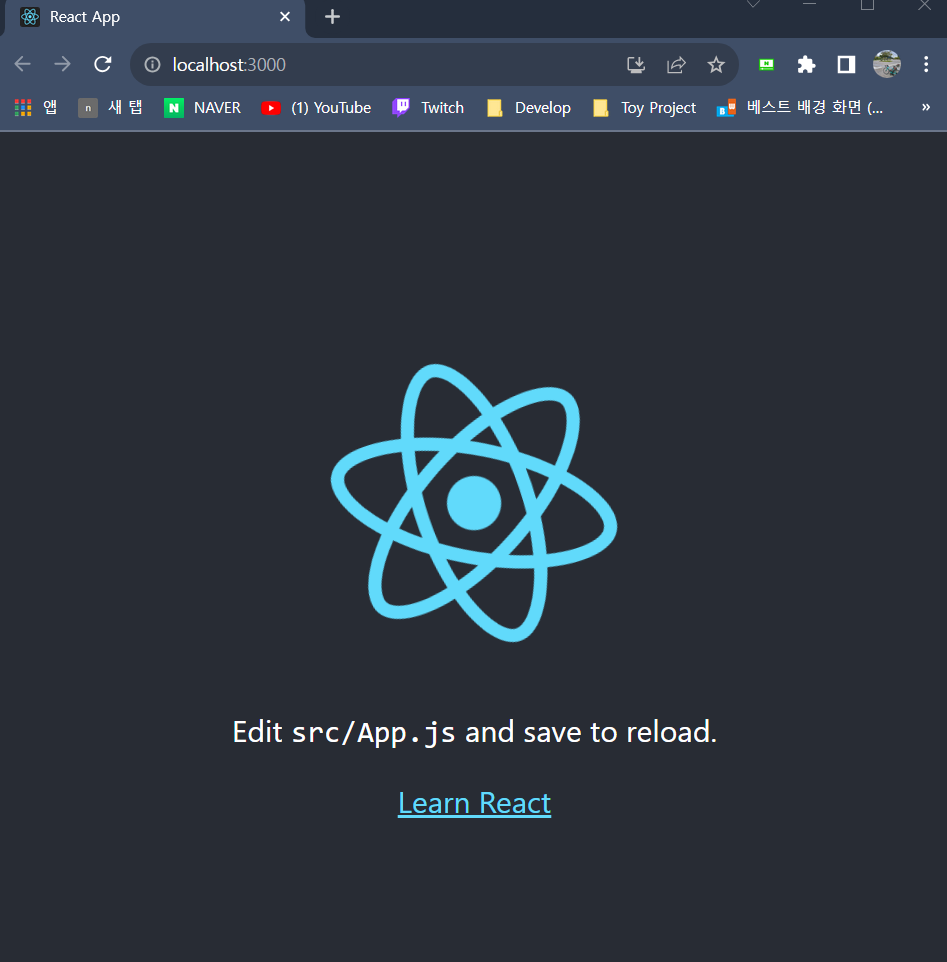 React App
localhost:3000
앱 n 새 탭 N NAVER (1) YouTube Twitch Develop Toy Project B 베스트 배경 화면 (... »
Edit src/App.js and save to reload.
Learn React